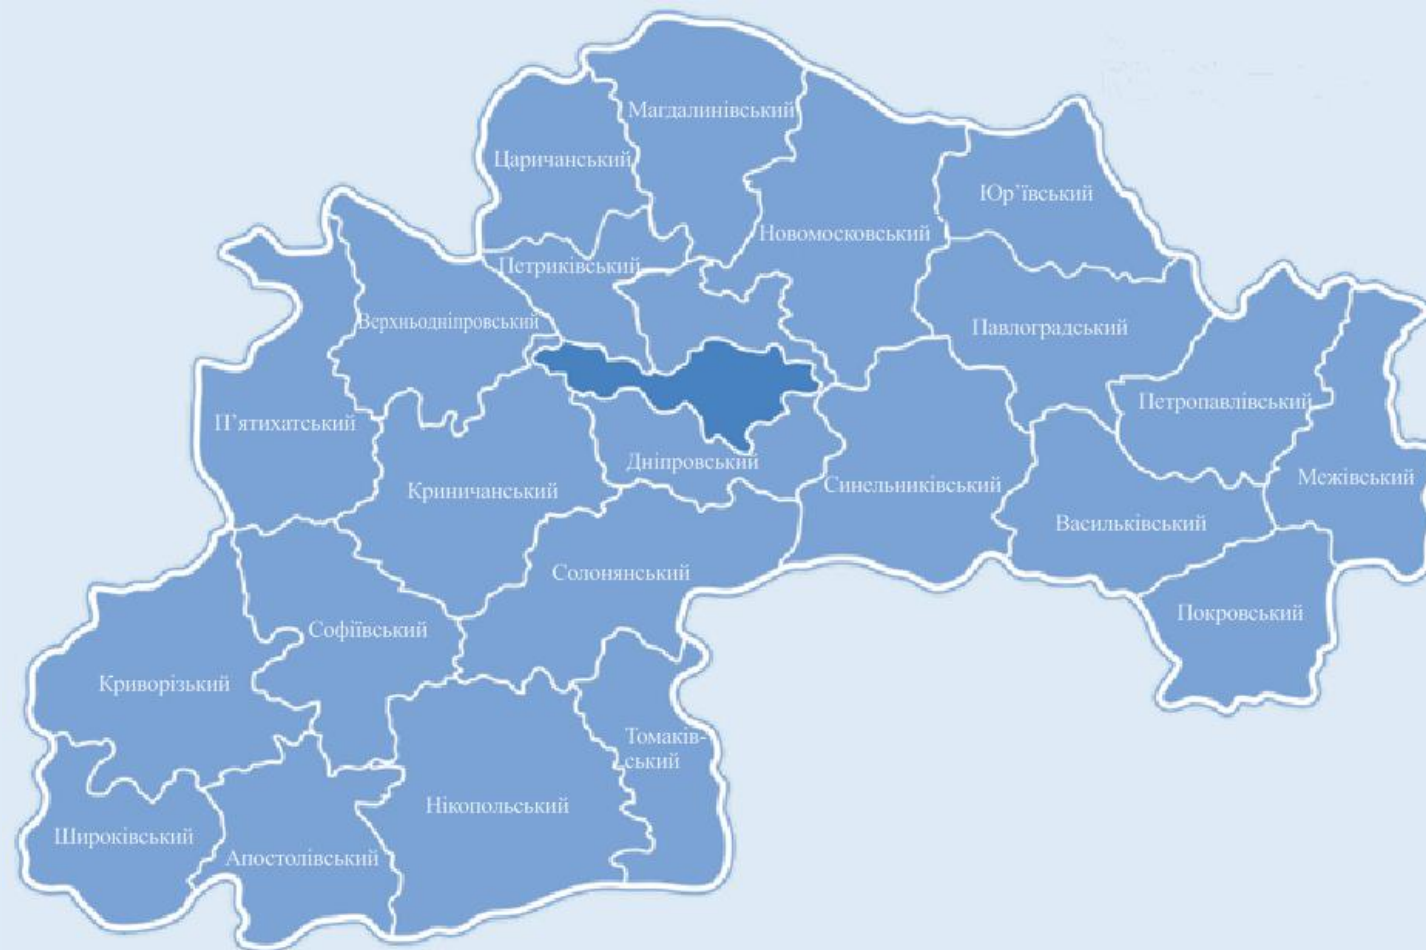 Магдалинівський
Царичанський
Юр’ївський
Новомосковський
Петриківський
Верхньодніпровський
Павлоградський
Петропавлівський
П’ятихатський
Дніпровський
Межівський
Синельниківський
Криничанський
Васильківський
Солонянський
Покровський
Софіївський
Криворізький
Томаків-
ський
Нікопольський
Широківський
Апостолівський